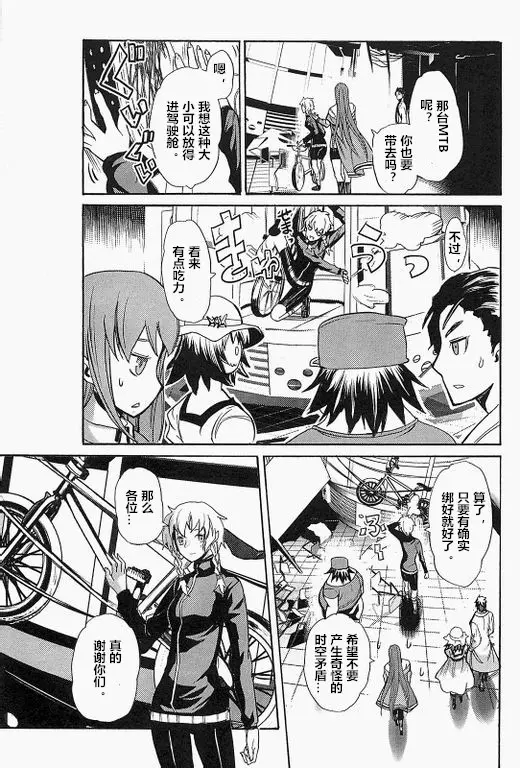 那台MTB
呢？
你也要
带去吗？
嗯，
我想这种大
小可以放得
进驾驶舱。
不过，
看来
有点吃力。
算了，
只要有确实
绑好就好了。
希望不要
产生奇怪的
时空矛盾…
那么
各位…
真的
谢谢你们。